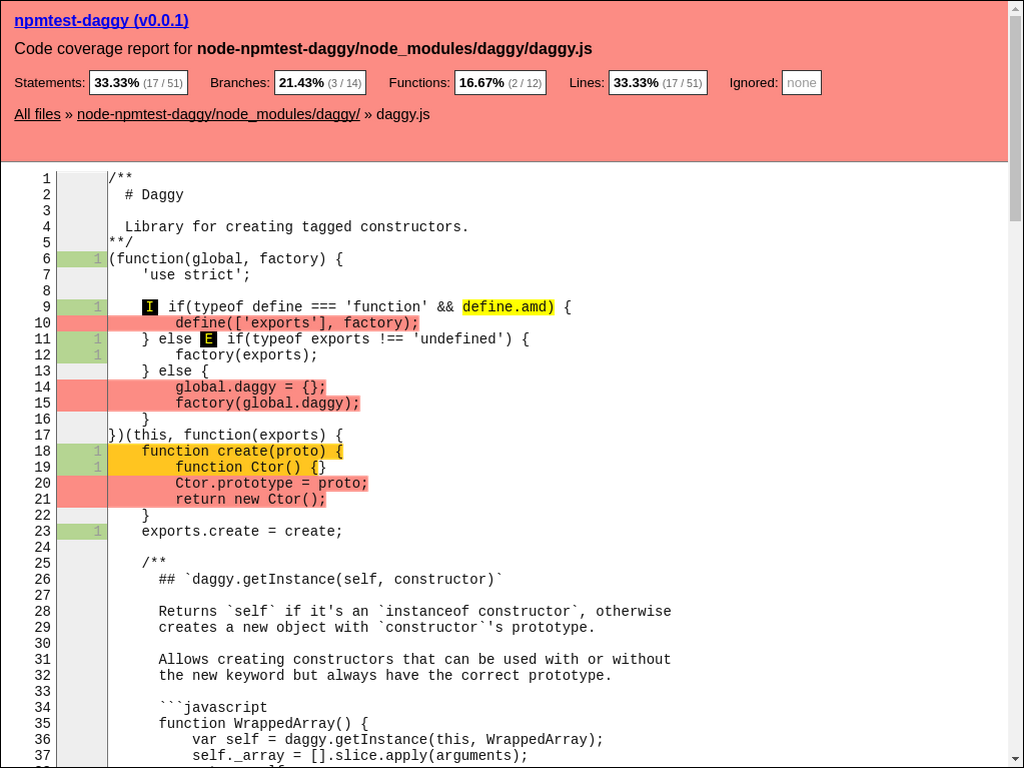 npmtest-daggy (v0.0.1)
Code coverage report for node-npmtest-daggy/node_modules/daggy/daggy.js
Statements: 33.33% (17 / 51) Branches: 21.43% (3 / 14) Functions: 16.67% (2 / 12) Lines: 33.33% (17 / 51) Ignored: none
All files » node-npmtest-daggy/node_modules/daggy/ » daggy.js
1 /**
2   # Daggy
3
4   Library for creating tagged constructors.
5 **/
6 1 (function(global, factory) {
7     'use strict';
8
9 1     I if(typeof define === 'function' && define.amd) {
10         define(['exports'], factory);
11 1     } else E if(typeof exports !== 'undefined') {
12 1         factory(exports);
13     } else {
14         global.daggy = {};
15         factory(global.daggy);
16     }
17 })(this, function(exports) {
18 1     function create(proto) {
19 1         function Ctor() {}
20         Ctor.prototype = proto;
21         return new Ctor();
22     }
23 1     exports.create = create;
24
25     /**
26       ## `daggy.getInstance(self, constructor)`
27
28       Returns `self` if it's an `instanceof constructor`, otherwise
29       creates a new object with `constructor`'s prototype.
30
31       Allows creating constructors that can be used with or without
32       the new keyword but always have the correct prototype.
33
34       ```javascript
35       function WrappedArray() {
36           var self = daggy.getInstance(this, WrappedArray);
37           self._array = [].slice.apply(arguments);